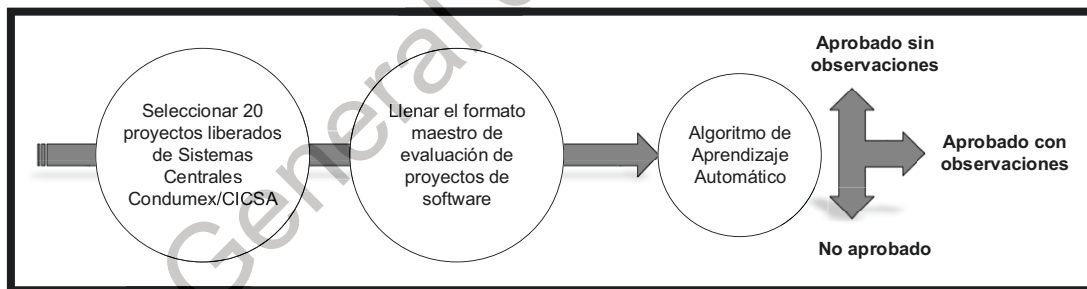 Seleccionar 20
proyectos liberados
de Sistemas
Centrales
Condumex/CICSA
Llenar el formato
maestro de
evaluación de
proyectos de
software
Algoritmo de
Aprendizaje
Automático
Aprobado sin
observaciones
Aprobado con
observaciones
No aprobado
General